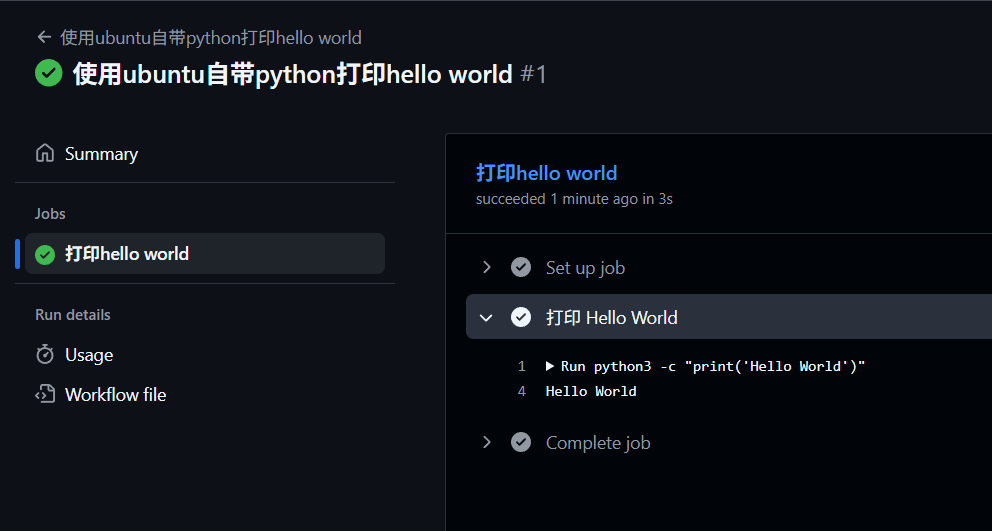 使用ubuntu自带python打印hello world
使用ubuntu自带python打印hello world #1
Summary
Jobs
打印hello world
Run details
Usage
Workflow file
打印hello world
succeeded 1 minute ago in 3s
Set up job
打印 Hello World
1 ▶ Run python3 -c "print('Hello World')"
4 Hello World
Complete job